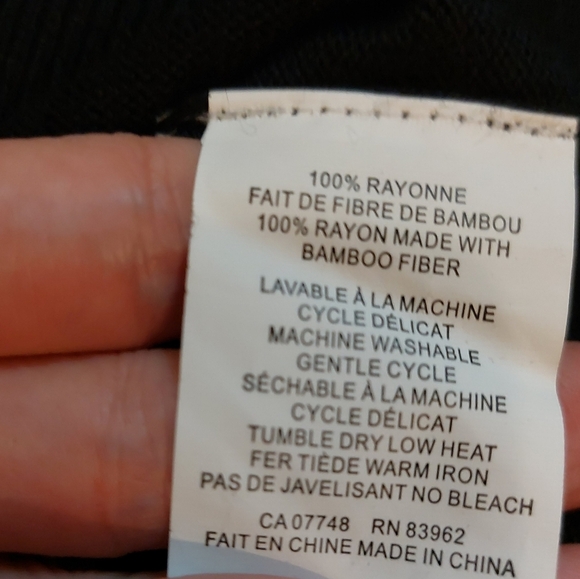 100% RAYONNE
FAIT DE FIBRE DE BAMBOU
100% RAYON MADE WITH
BAMBOO FIBER
LAVABLE À LA MACHINE
CYCLE DÉLICAT
MACHINE WASHABLE
GENTLE CYCLE
SÉCHABLE À LA MACHINE
CYCLE DÉLICAT
TUMBLE DRY LOW HEAT
FER TIÈDE WARM IRON
PAS DE JAVELISANT NO BLEACH
CA 07748 RN 83962
FAIT EN CHINE MADE IN CHINA